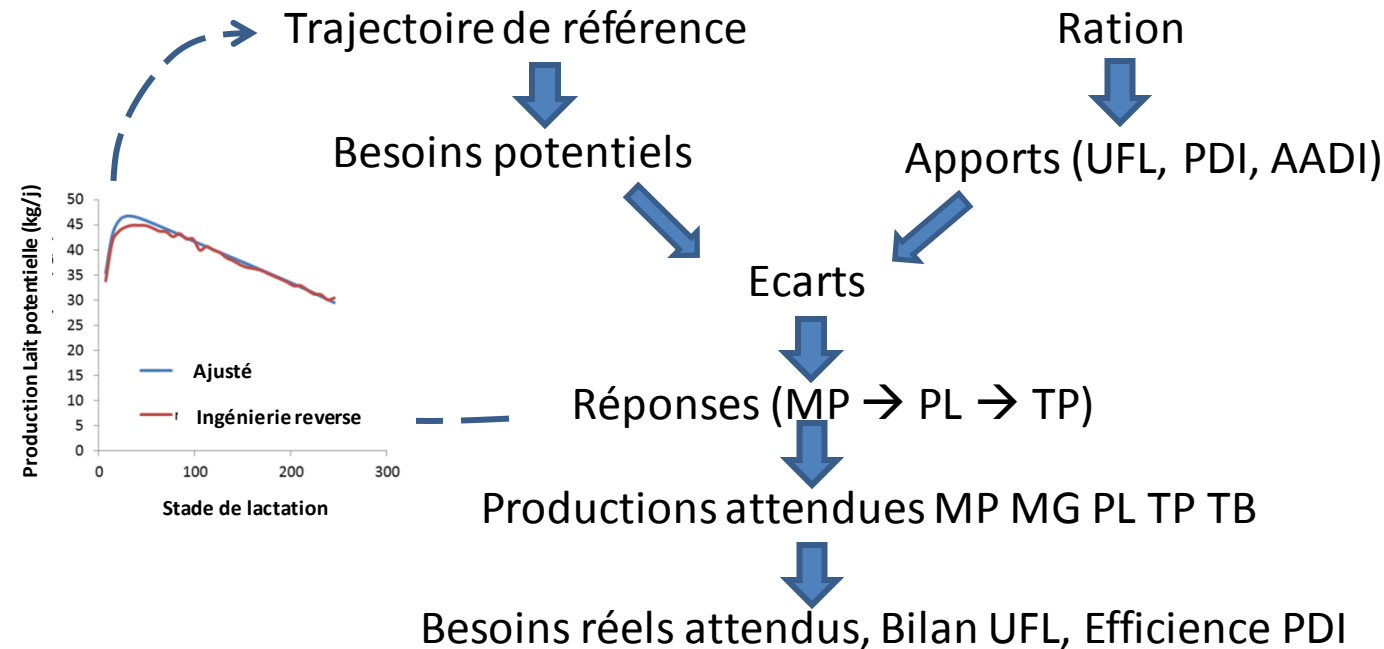 Trajectoire de référence
Ration
Besoins potentiels
Apports (UFL, PDI, AADI)
Ecarts
Réponses (MP → PL → TP)
Productions attendues MP MG PL TP TB
Besoins réels attendus, Bilan UFL, Efficience PDI
Production Lait potentielle (kg/j)
50
45
40
35
30
25
20
15
10
5
0
Ajusté
Ingénierie reverse
0 100 200 300
Stade de lactation